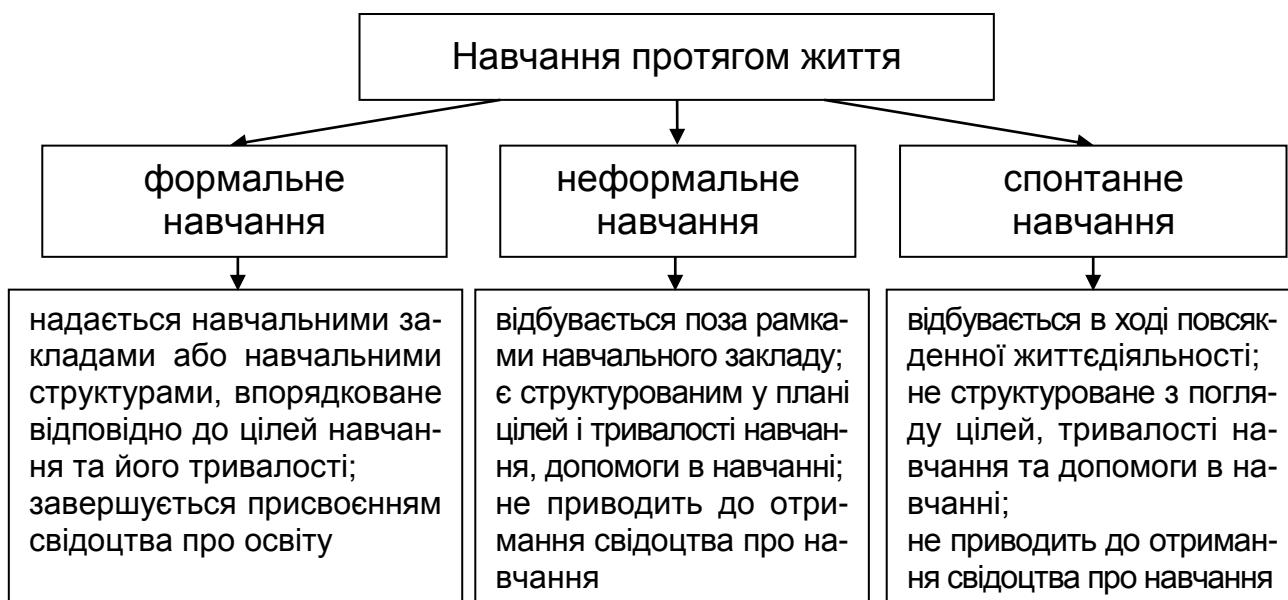 Навчання протягом життя
формальне
навчання
неформальне
навчання
спонтанне
навчання
надається навчальними за-
кладами або навчальними
структурами, впорядковане
відповідно до цілей навчан-
ня та його тривалості;
завершується присвоєнням
свідоцтва про освіту
відбувається поза рамка-
ми навчального закладу;
є структурованим у плані
цілей і тривалості навчан-
ня, допомоги в навчанні;
не приводить до отри-
мання свідоцтва про на-
вчання
відбувається в ході повсяк-
денної життєдіяльності;
не структуроване з погля-
ду цілей, тривалості на-
вчання та допомоги в на-
вчанні;
не приводить до отриман-
ня свідоцтва про навчання